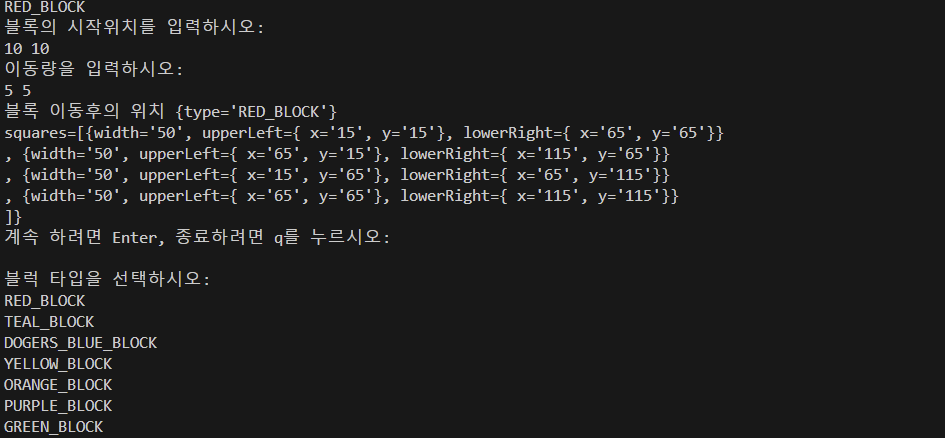 RED_BLOCK
블록의 시작위치를 입력하시오:
10 10
이동량을 입력하시오:
5 5
블록 이동후의 위치 {type='RED_BLOCK'}
squares=[{width='50', upperLeft={ x='15', y='15'}, lowerRight={ x='65', y='65'}}
, {width='50', upperLeft={ x='65', y='15'}, lowerRight={ x='115', y='65'}}
, {width='50', upperLeft={ x='15', y='65'}, lowerRight={ x='65', y='115'}}
, {width='50', upperLeft={ x='65', y='65'}, lowerRight={ x='115', y='115'}}
]}
계속 하려면 Enter, 종료하려면 q를 누르시오:
블럭 타입을 선택하시오:
RED_BLOCK
TEAL_BLOCK
DOGERS_BLUE_BLOCK
YELLOW_BLOCK
ORANGE_BLOCK
PURPLE_BLOCK
GREEN_BLOCK